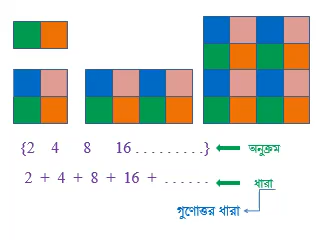 {2 4 8 16 . . . . . . . . .} অনুক্রম
2 + 4 + 8 + 16 + . . . . . . ধারা
গুণোত্তর ধারা